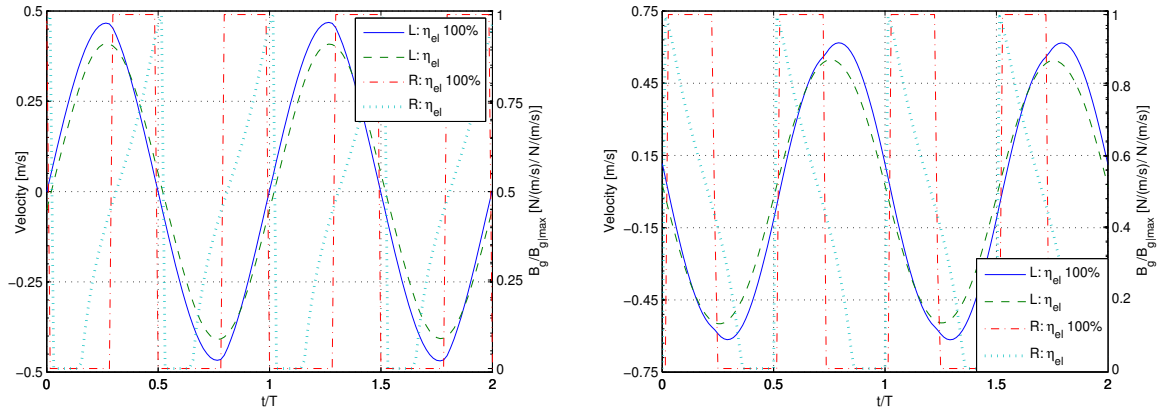 0.5
0.25
0
−0.25
−0.5
Velocity [m/s]
0
0.5
1
1.5
2
t/T
1
0.75
0.5
0.25
0
B_g/B_g|max [N/(m/s)/ N/(m/s)]
L: η_el 100%
L: η_el
R: η_el 100%
R: η_el
0.75
0.45
0.15
−0.15
−0.45
−0.75
Velocity [m/s]
0
0.5
1
1.5
2
t/T
1
0.8
0.6
0.4
0.2
0
B_g/B_g|max [N/(m/s)/ N/(m/s)]
L: η_el 100%
L: η_el
R: η_el 100%
R: η_el